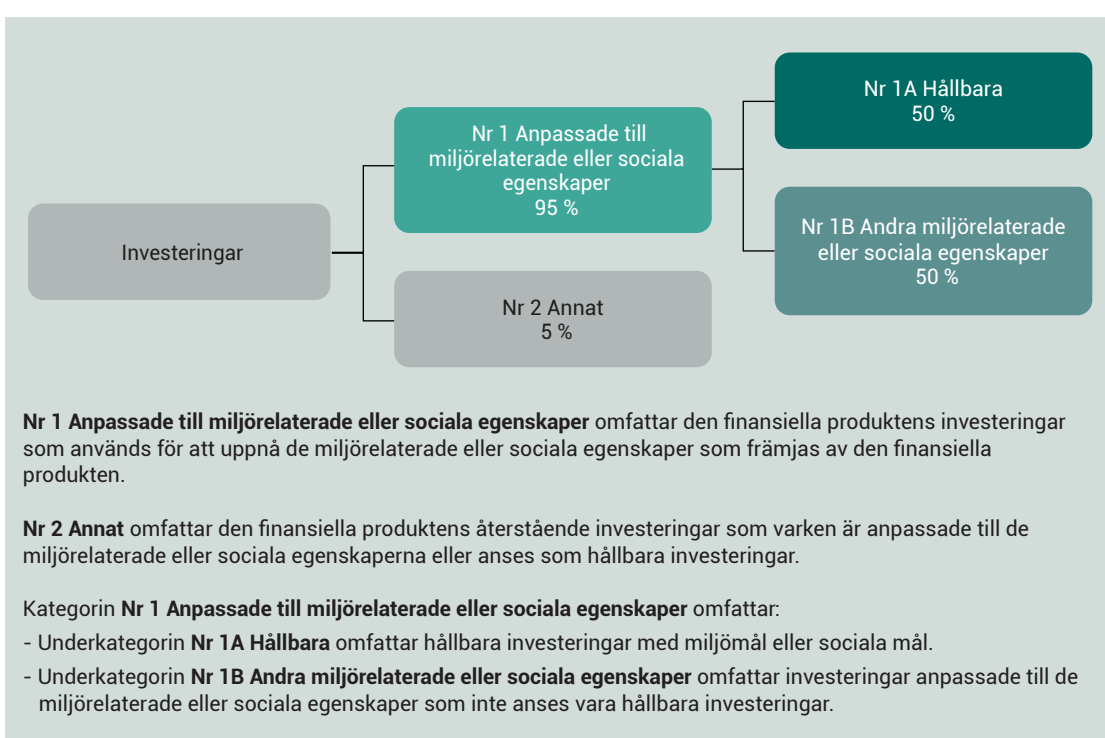 Nr 1A Hållbara
50 %
Nr 1 Anpassade till
miljörelaterade eller sociala
egenskaper
95 %
Nr 1B Andra miljörelaterade
eller sociala egenskaper
50 %
Investeringar
Nr 2 Annat
5 %
Nr 1 Anpassade till miljörelaterade eller sociala egenskaper omfattar den finansiella produktens investeringar
som används för att uppnå de miljörelaterade eller sociala egenskaper som främjas av den finansiella
produkten.
Nr 2 Annat omfattar den finansiella produktens återstående investeringar som varken är anpassade till de
miljörelaterade eller sociala egenskaperna eller anses som hållbara investeringar.
Kategorin Nr 1 Anpassade till miljörelaterade eller sociala egenskaper omfattar:
- Underkategorin Nr 1A Hållbara omfattar hållbara investeringar med miljömål eller sociala mål.
- Underkategorin Nr 1B Andra miljörelaterade eller sociala egenskaper omfattar investeringar anpassade till de
miljörelaterade eller sociala egenskaper som inte anses vara hållbara investeringar.